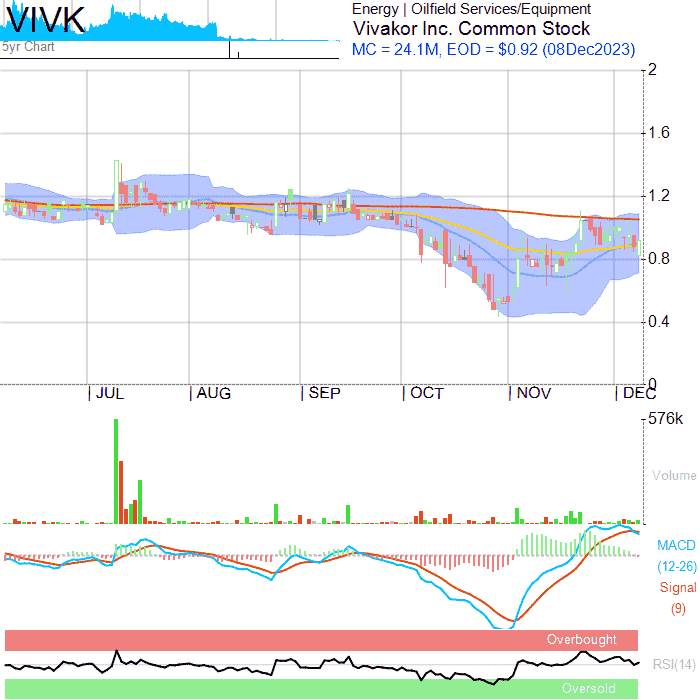 VIVK
5yr Chart
Energy | Oilfield Services/Equipment
Vivakor Inc. Common Stock
MC = 24.1M, EOD = $0.92 (08Dec2023)
2
1.6
1.2
0.8
0.4
0
JUL AUG SEP OCT NOV DEC
576k
Volume
MACD
(12-26)
Signal
(9)
Overbought
RSI(14)
Oversold